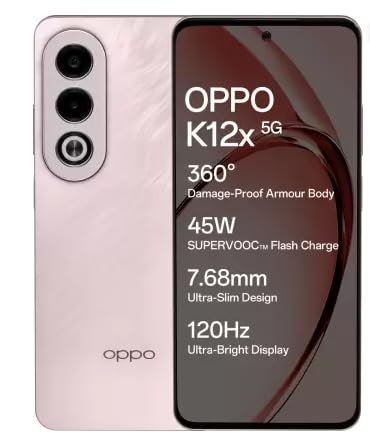 OPPO
K12x 5G
360°
Damage-Proof Armour Body
45W
SUPERVOOC™ Flash Charge
7.68mm
Ultra-Slim Design
120Hz
Ultra-Bright Display
oppo